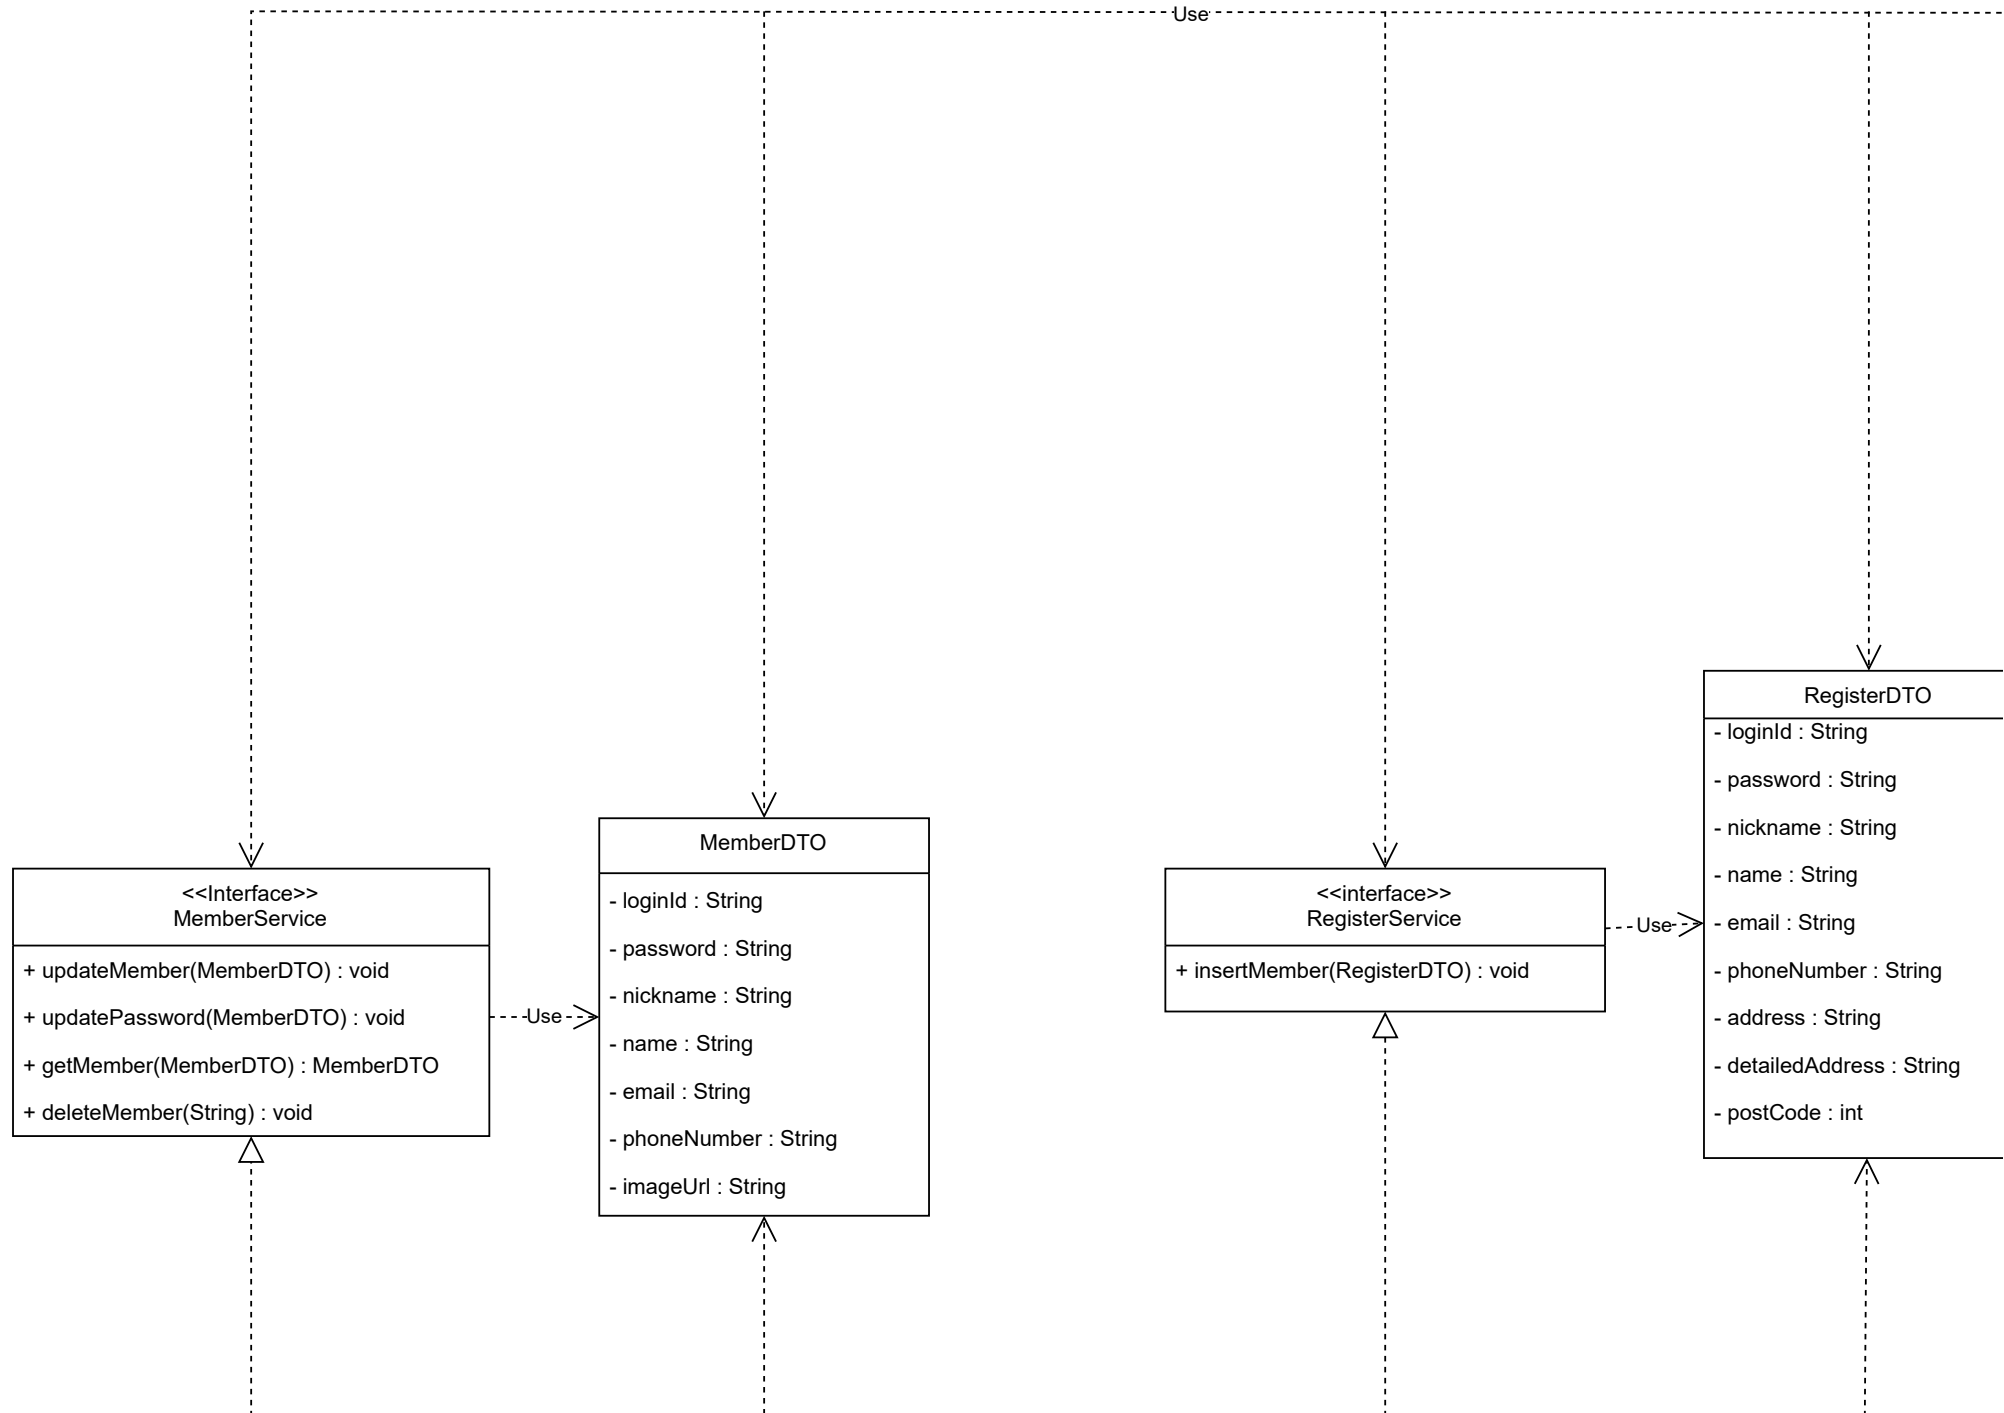 Use
<<Interface>>
MemberService
+ updateMember(MemberDTO) : void
+ updatePassword(MemberDTO) : void
+ getMember(MemberDTO) : MemberDTO
+ deleteMember(String) : void
Use
MemberDTO
- loginId : String
- password : String
- nickname : String
- name : String
- email : String
- phoneNumber : String
- imageUrl : String
<<interface>>
RegisterService
+ insertMember(RegisterDTO) : void
Use
RegisterDTO
- loginId : String
- password : String
- nickname : String
- name : String
- email : String
- phoneNumber : String
- address : String
- detailedAddress : String
- postCode : int